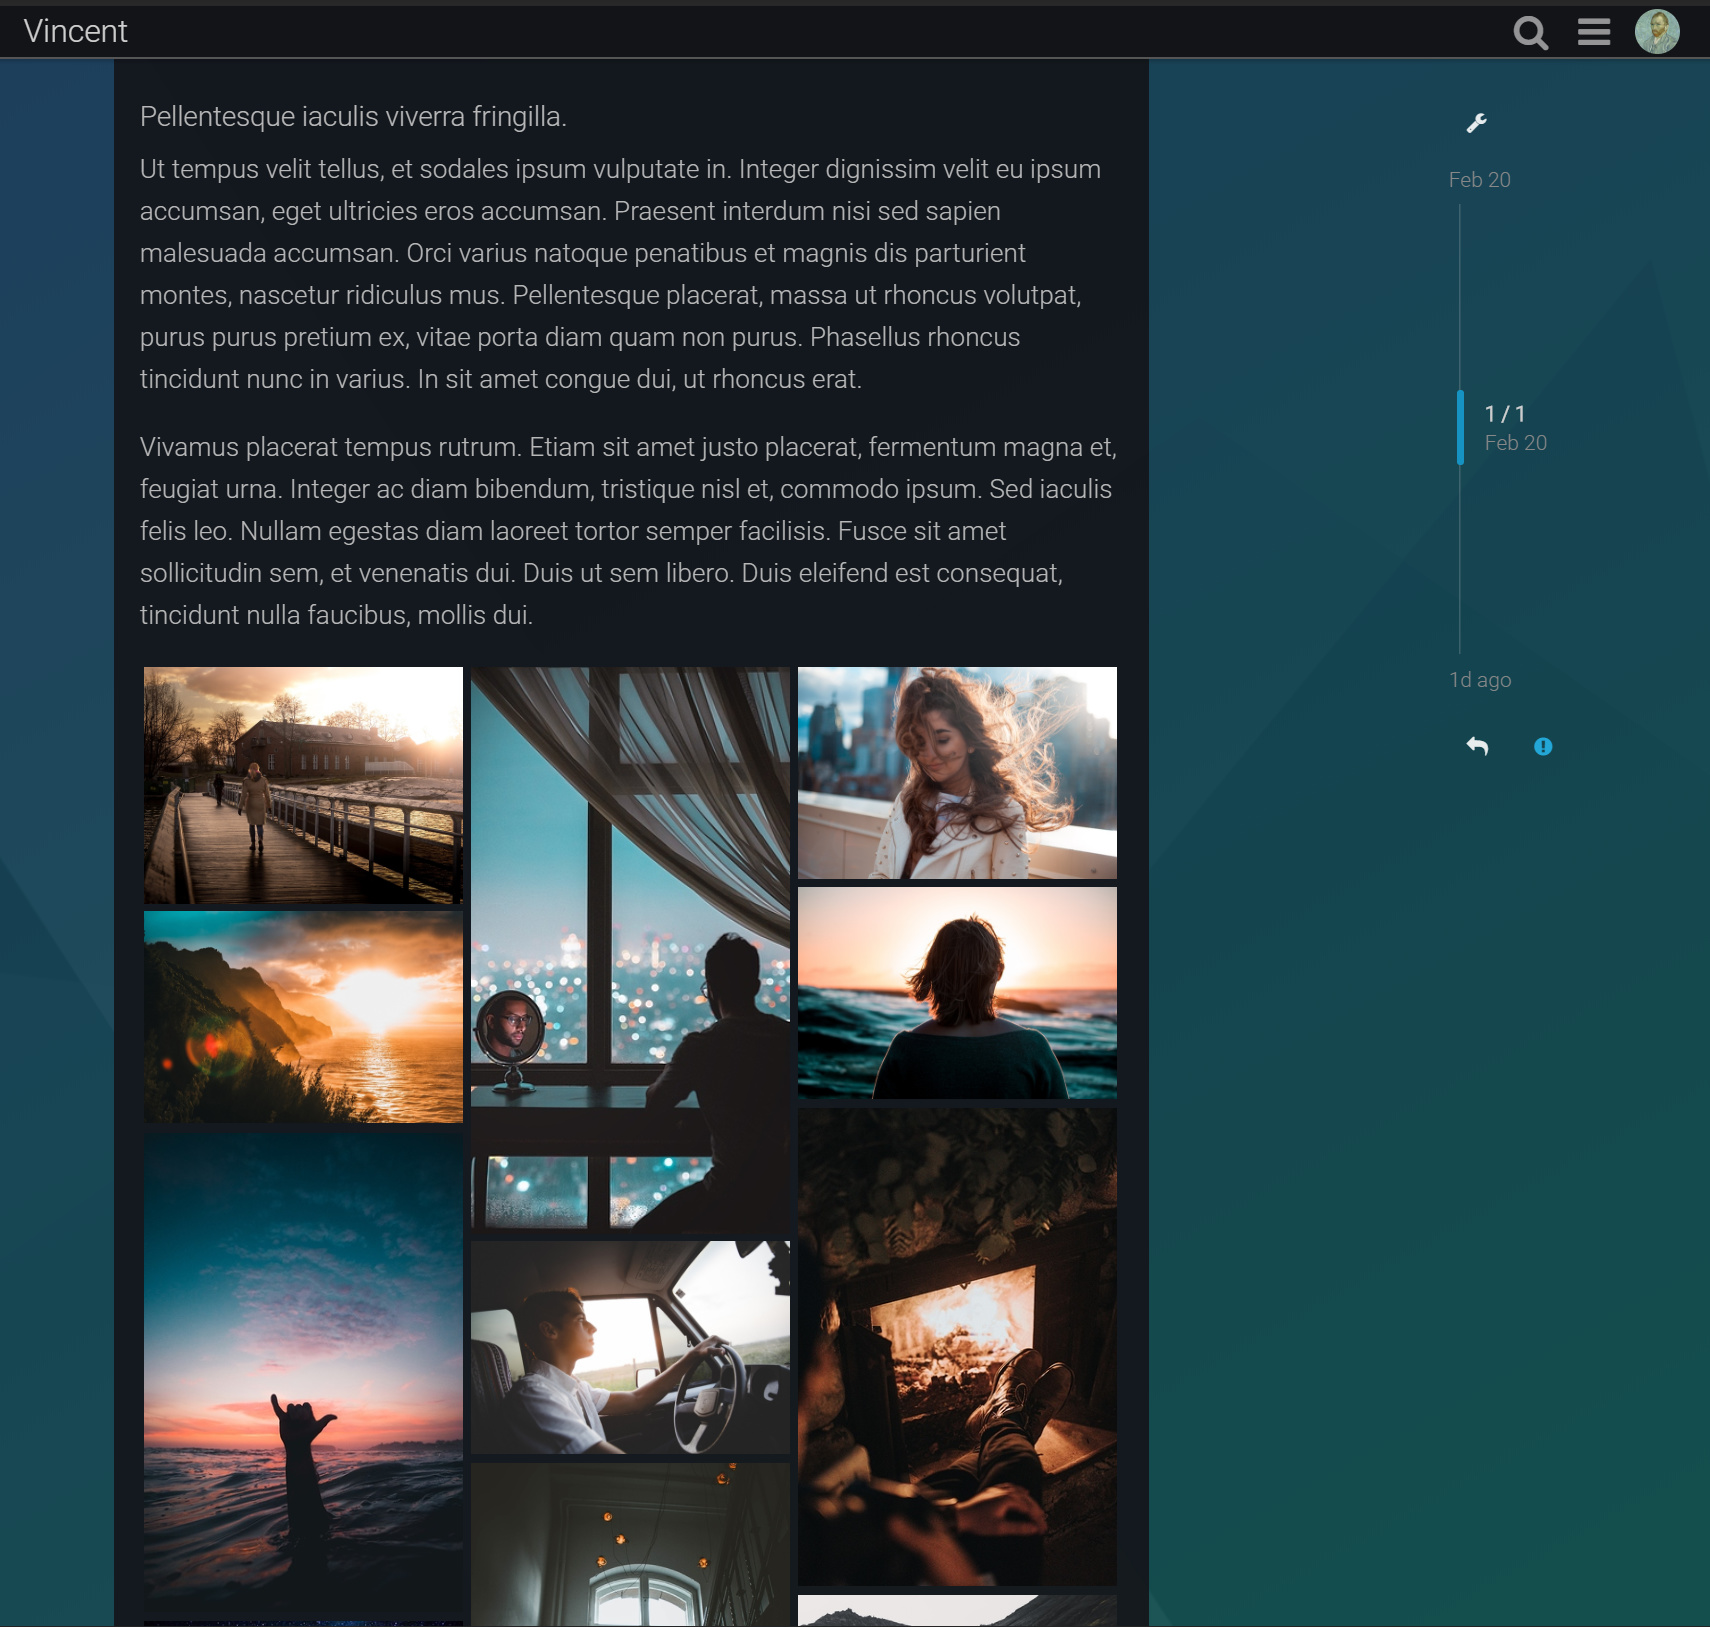 Vincent
Pellentesque iaculis viverra fringilla.
Ut tempus velit tellus, et sodales ipsum vulputate in. Integer dignissim velit eu ipsum
accumsan, eget ultricies eros accumsan. Praesent interdum nisi sed sapien
malesuada accumsan. Orci varius natoque penatibus et magnis dis parturient
montes, nascetur ridiculus mus. Pellentesque placerat, massa ut rhoncus volutpat,
purus purus pretium ex, vitae porta diam quam non purus. Phasellus rhoncus
tincidunt nunc in varius. In sit amet congue dui, ut rhoncus erat.
Vivamus placerat tempus rutrum. Etiam sit amet justo placerat, fermentum magna et,
feugiat urna. Integer ac diam bibendum, tristique nisl et, commodo ipsum. Sed iaculis
felis leo. Nullam egestas diam laoreet tortor semper facilisis. Fusce sit amet
sollicitudin sem, et venenatis dui. Duis ut sem libero. Duis eleifend est consequat,
tincidunt nulla faucibus, mollis dui.
Feb 20
1 / 1
Feb 20
1d ago